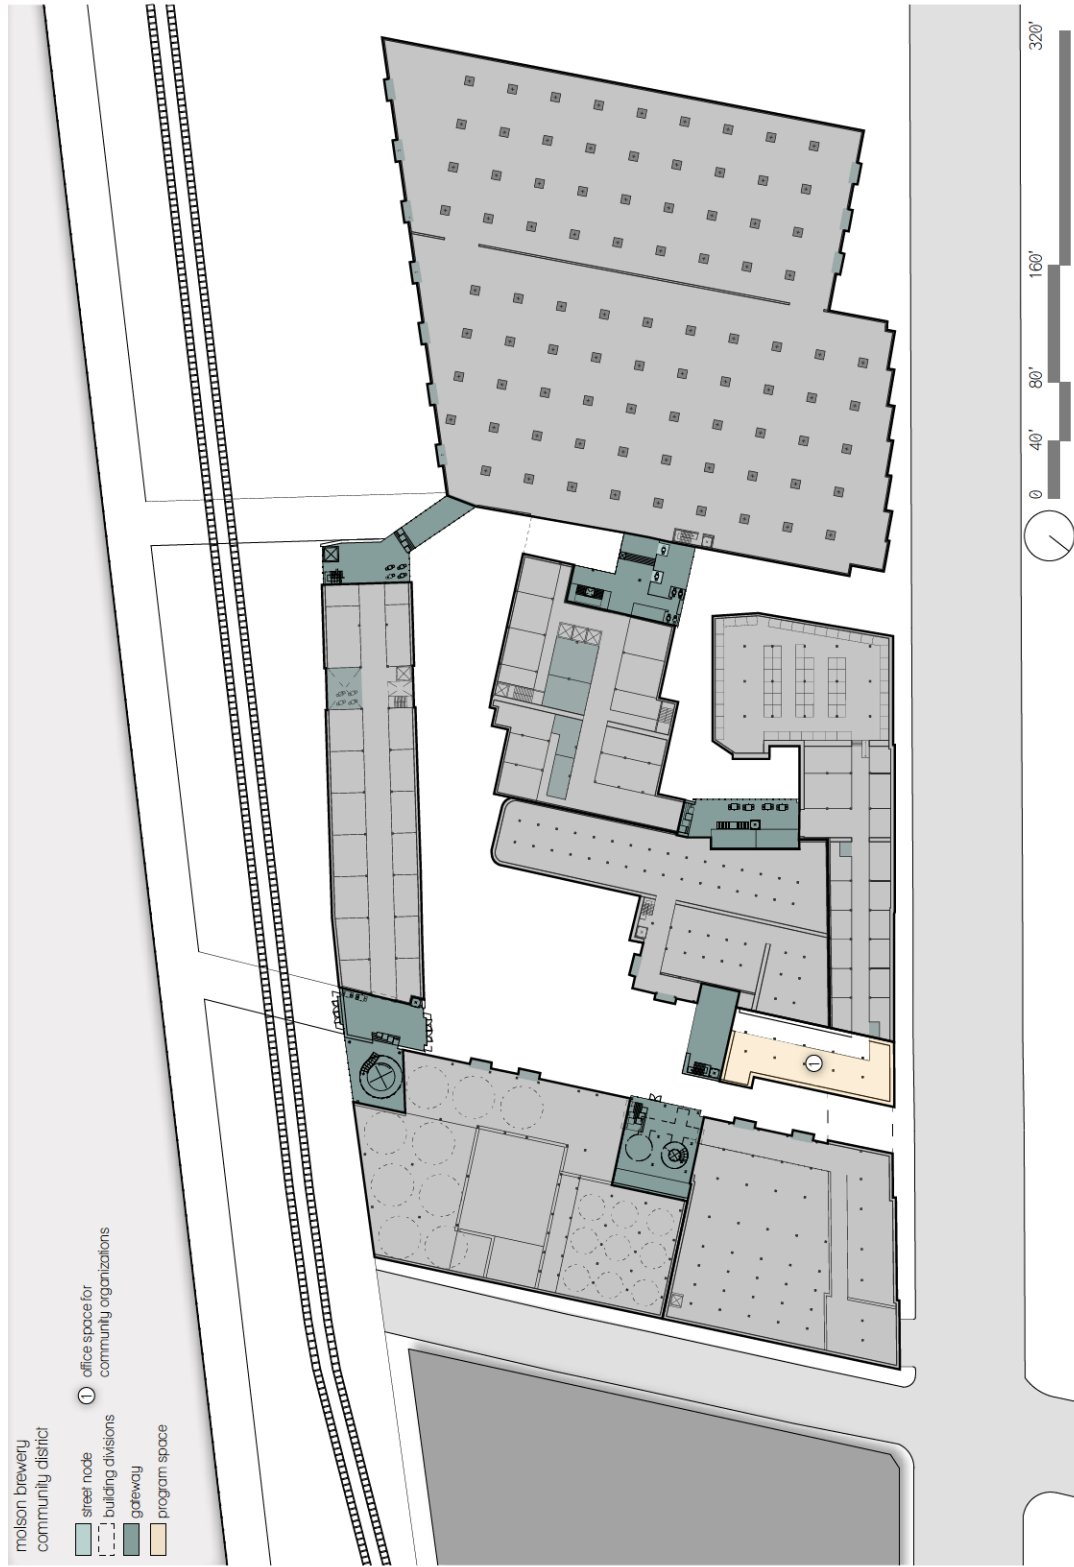 molson brewery
community district
street node
building divisions
gateway
program space
1 office space for
community organizations
1
0 40' 80' 160' 320'